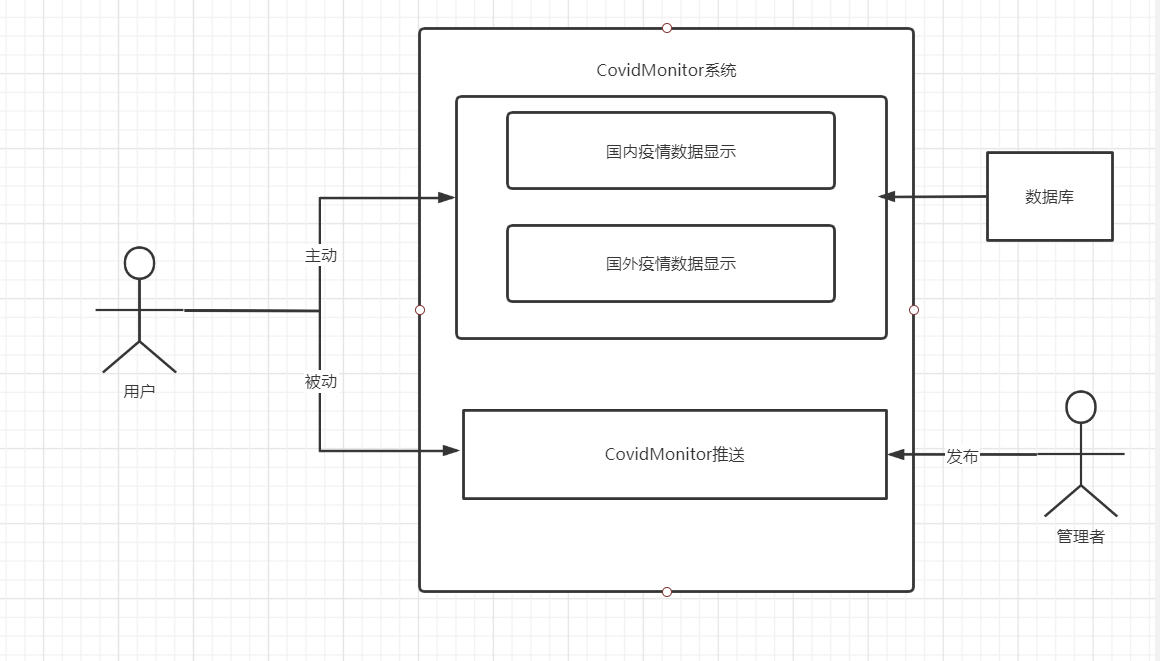 CovidMonitor系统
国内疫情数据显示
数据库
主动
国外疫情数据显示
被动
用户
CovidMonitor推送
发布
管理者